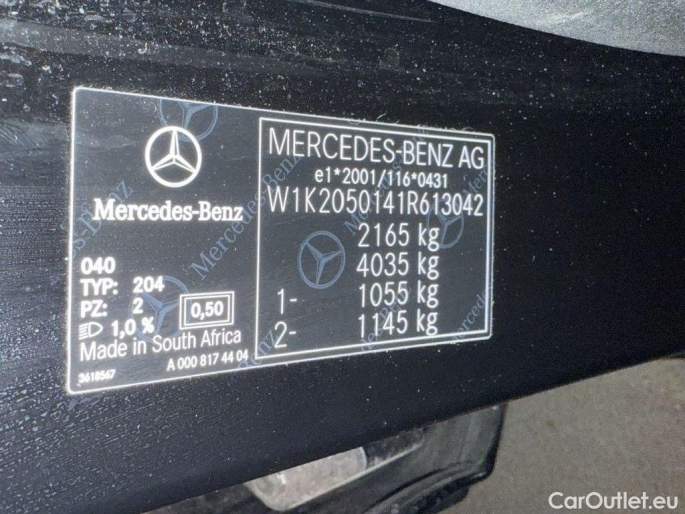 Mercedes-Benz
040
TYP: 204
PZ: 2
0,50
1,0 %
Made in South Africa
A 000 817 44 04
3618567
MERCEDES-BENZ AG
e1*2001/116*0431
W1K2050141R613042
2165 kg
4035 kg
1- 1055 kg
2- 1145 kg
CarOutlet.eu